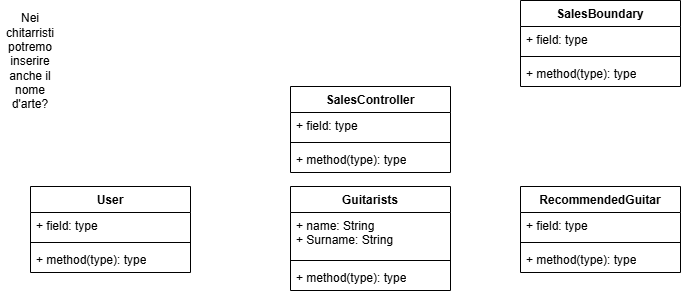 Nei
chitarristi
potremo
inserire
anche il
nome
d'arte?
SalesBoundary
+ field: type
+ method(type): type
SalesController
+ field: type
+ method(type): type
User
+ field: type
+ method(type): type
Guitarists
+ name: String
+ Surname: String
+ method(type): type
RecommendedGuitar
+ field: type
+ method(type): type